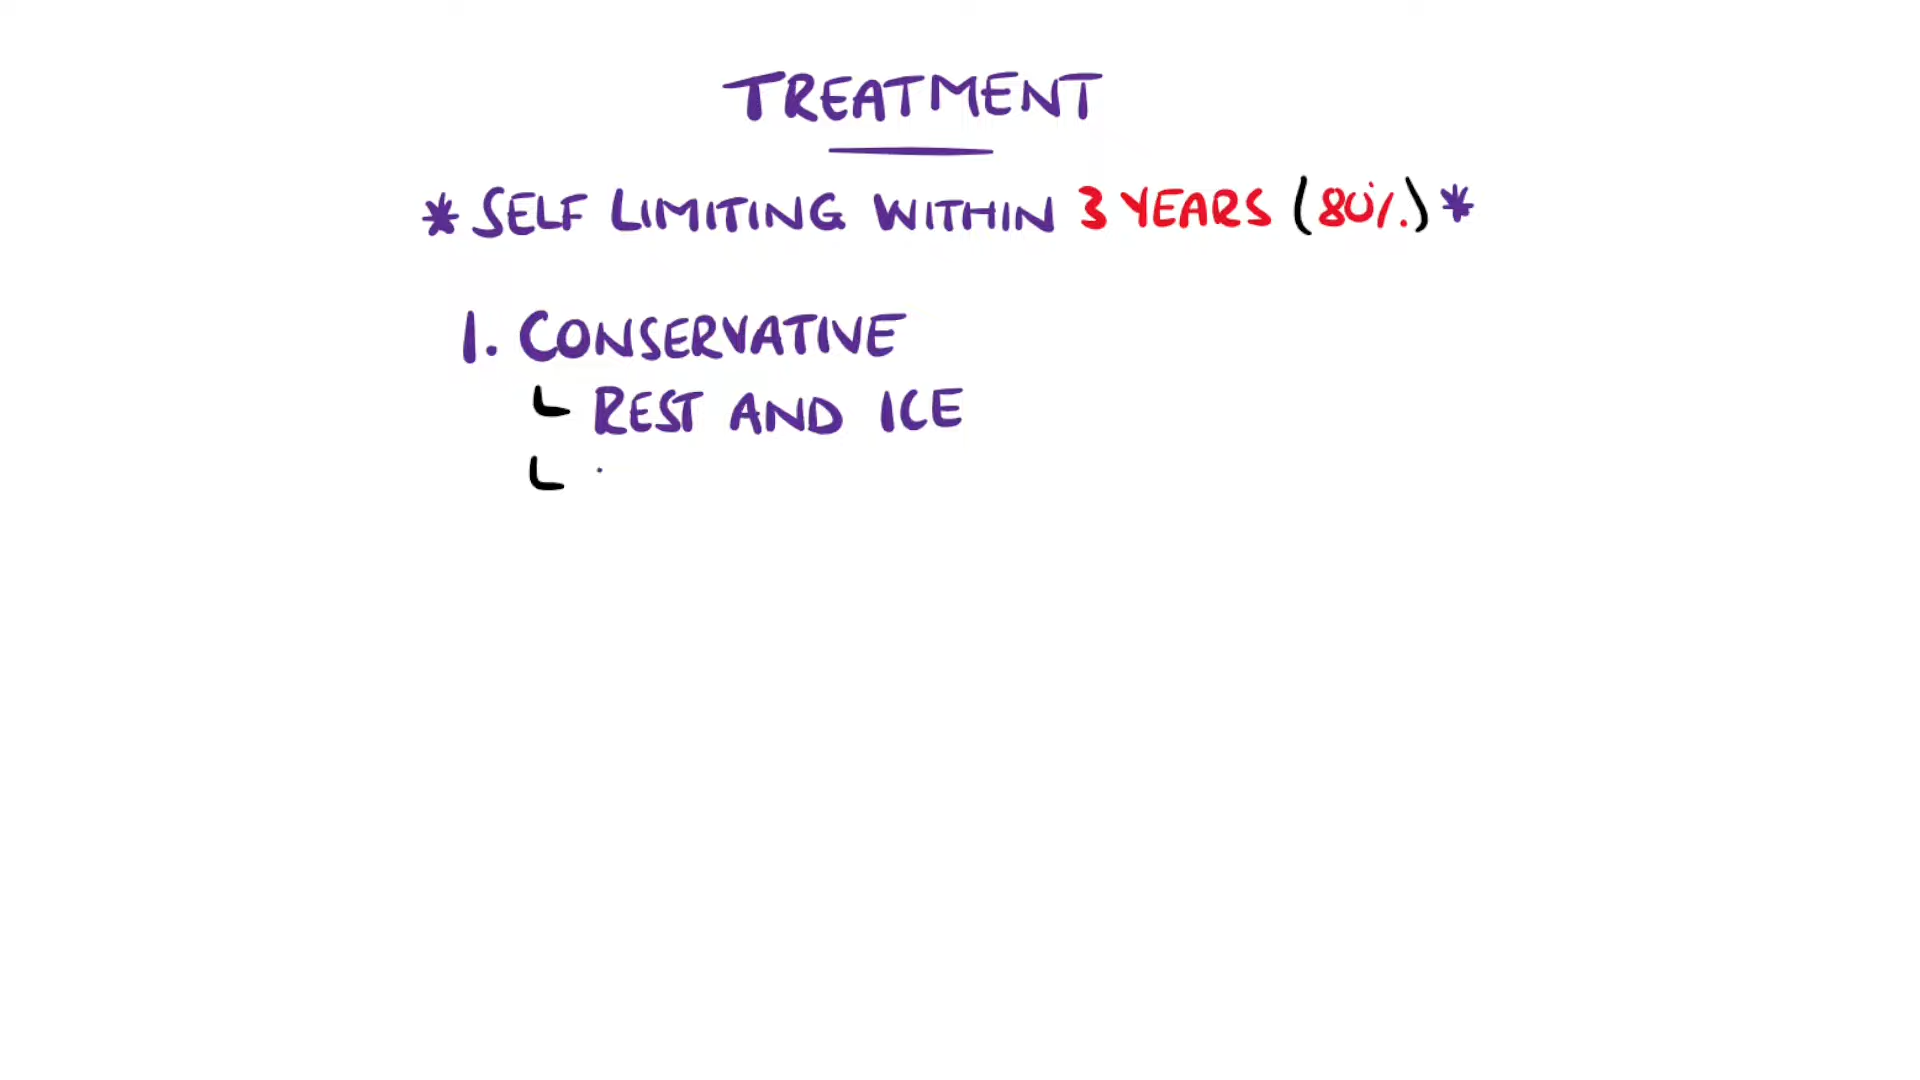 TREATMENT
* SELF LIMITING WITHIN 3 YEARS (80%) *
1. CONSERVATIVE
REST AND ICE